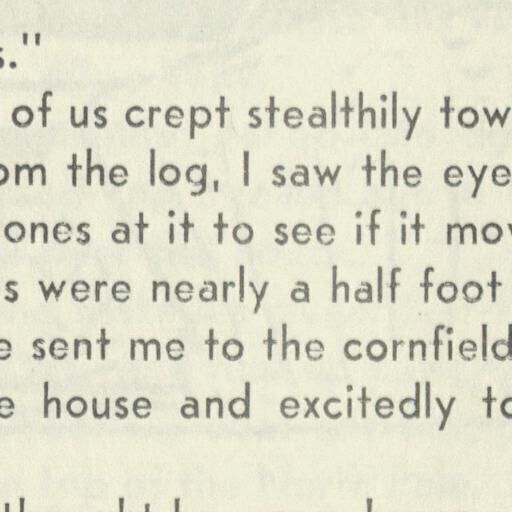 s."
of us crept stealthily tow
om the log, I saw the eye
ones at it to see if it mov
s were nearly a half foot
e sent me to the cornfield
e house and excitedly to